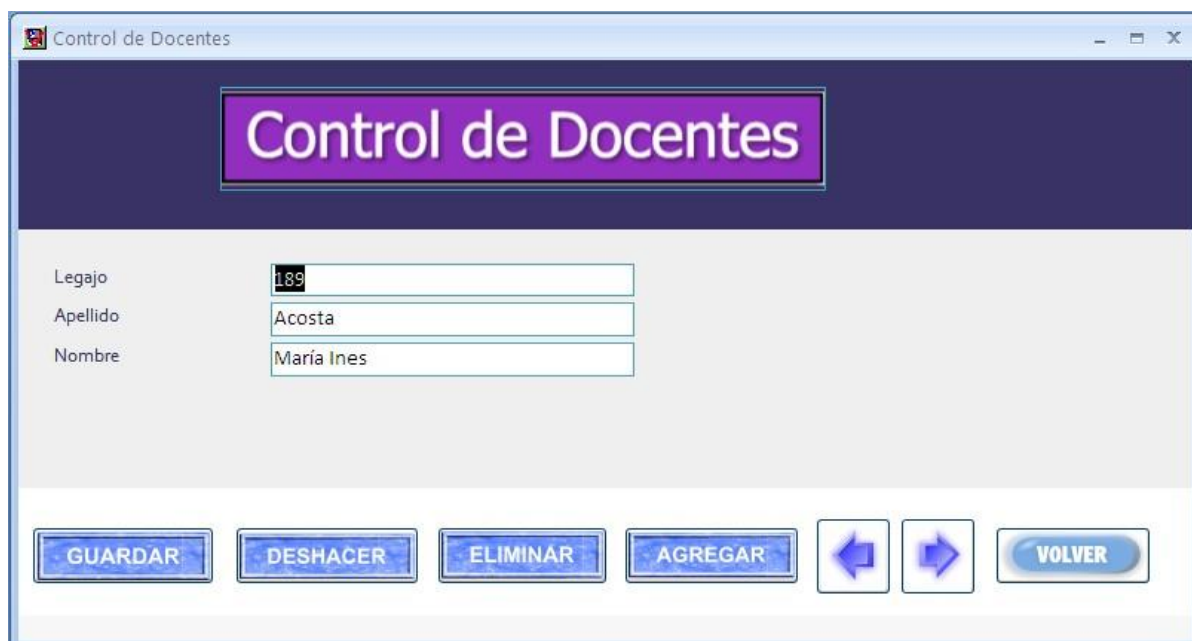 Control de Docentes
Control de Docentes
Legajo 189
Apellido Acosta
Nombre María Ines
GUARDAR DESHACER ELIMINAR AGREGAR VOLVER